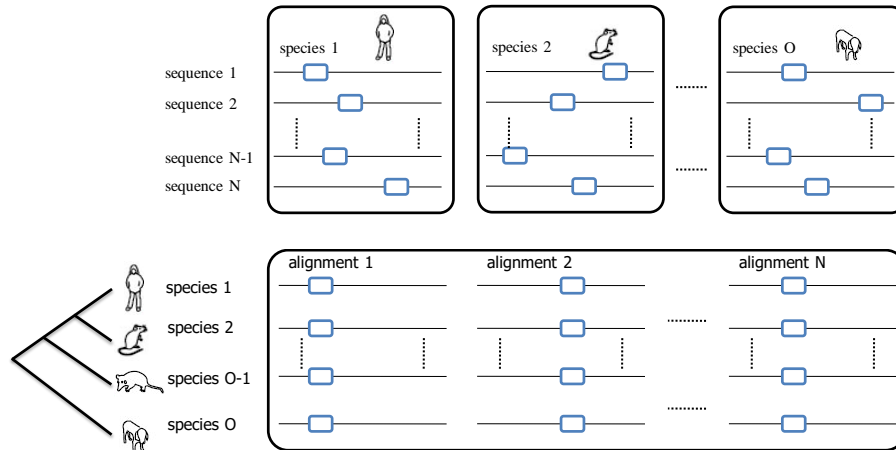 species 1
species 2
species O
sequence 1
sequence 2
sequence N-1
sequence N
alignment 1
alignment 2
alignment N
species 1
species 2
species O-1
species O